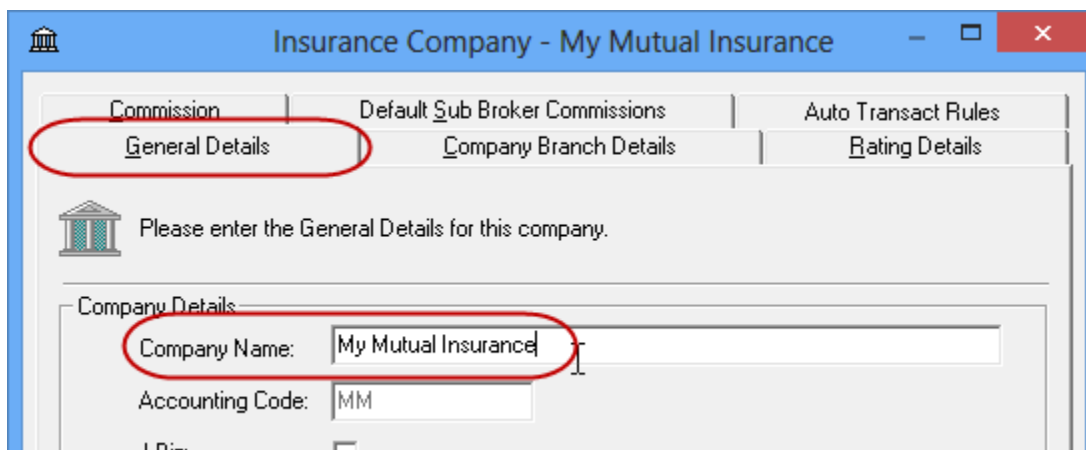 Insurance Company - My Mutual Insurance
Commission Default Sub Broker Commissions Auto Transact Rules
General Details Company Branch Details Rating Details
Please enter the General Details for this company.
Company Details
Company Name: My Mutual Insurance
Accounting Code: MM